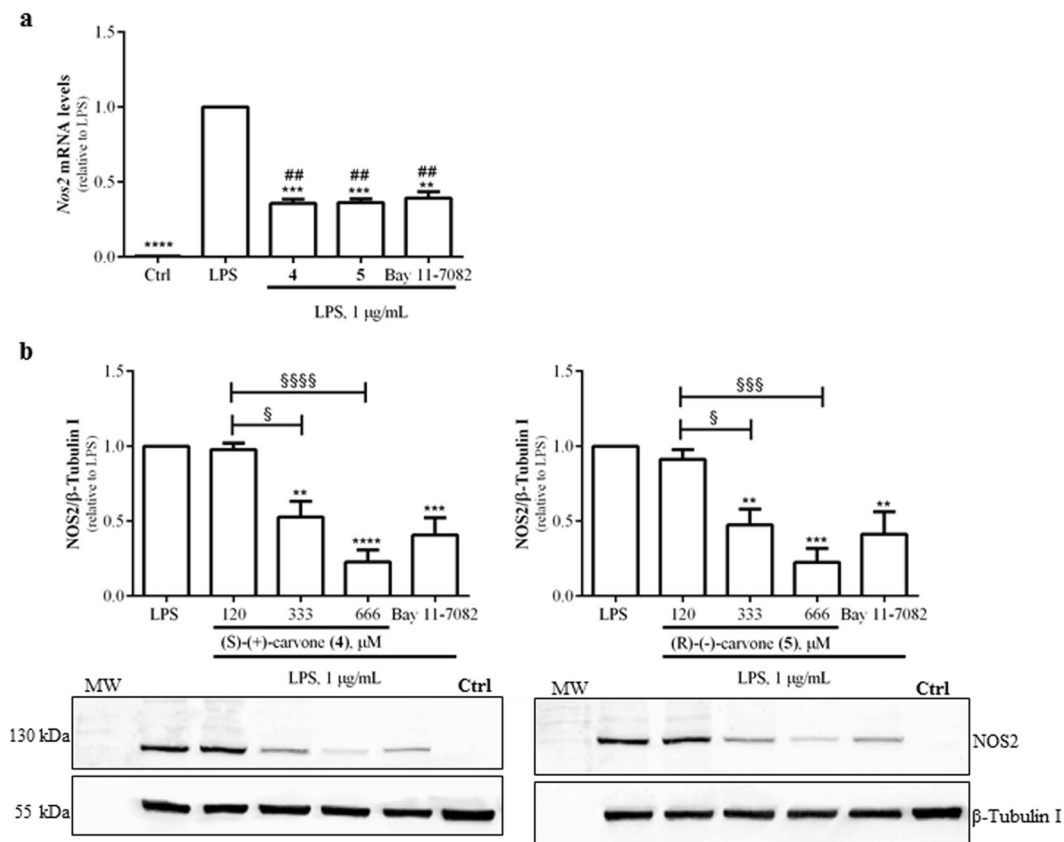 a
1.5
1.0
0.5
0.0
Nos2 mRNA levels
(relative to LPS)
****
##
***
##
***
##
**
Ctrl
LPS
4
5
Bay 11-7082
LPS, 1 μg/mL
b
1.5
1.0
0.5
0.0
NOS2/β-Tubulin I
(relative to LPS)
§§§§
§
**
****
***
LPS
120
333
666
Bay 11-7082
(S)-(+)-carvone (4), μM
LPS, 1 μg/mL
1.5
1.0
0.5
0.0
NOS2/β-Tubulin I
(relative to LPS)
§§§
§
**
***
**
LPS
120
333
666
Bay 11-7082
(R)-(-)-carvone (5), μM
LPS, 1 μg/mL
MW
Ctrl
130 kDa
55 kDa
MW
Ctrl
NOS2
β-Tubulin I